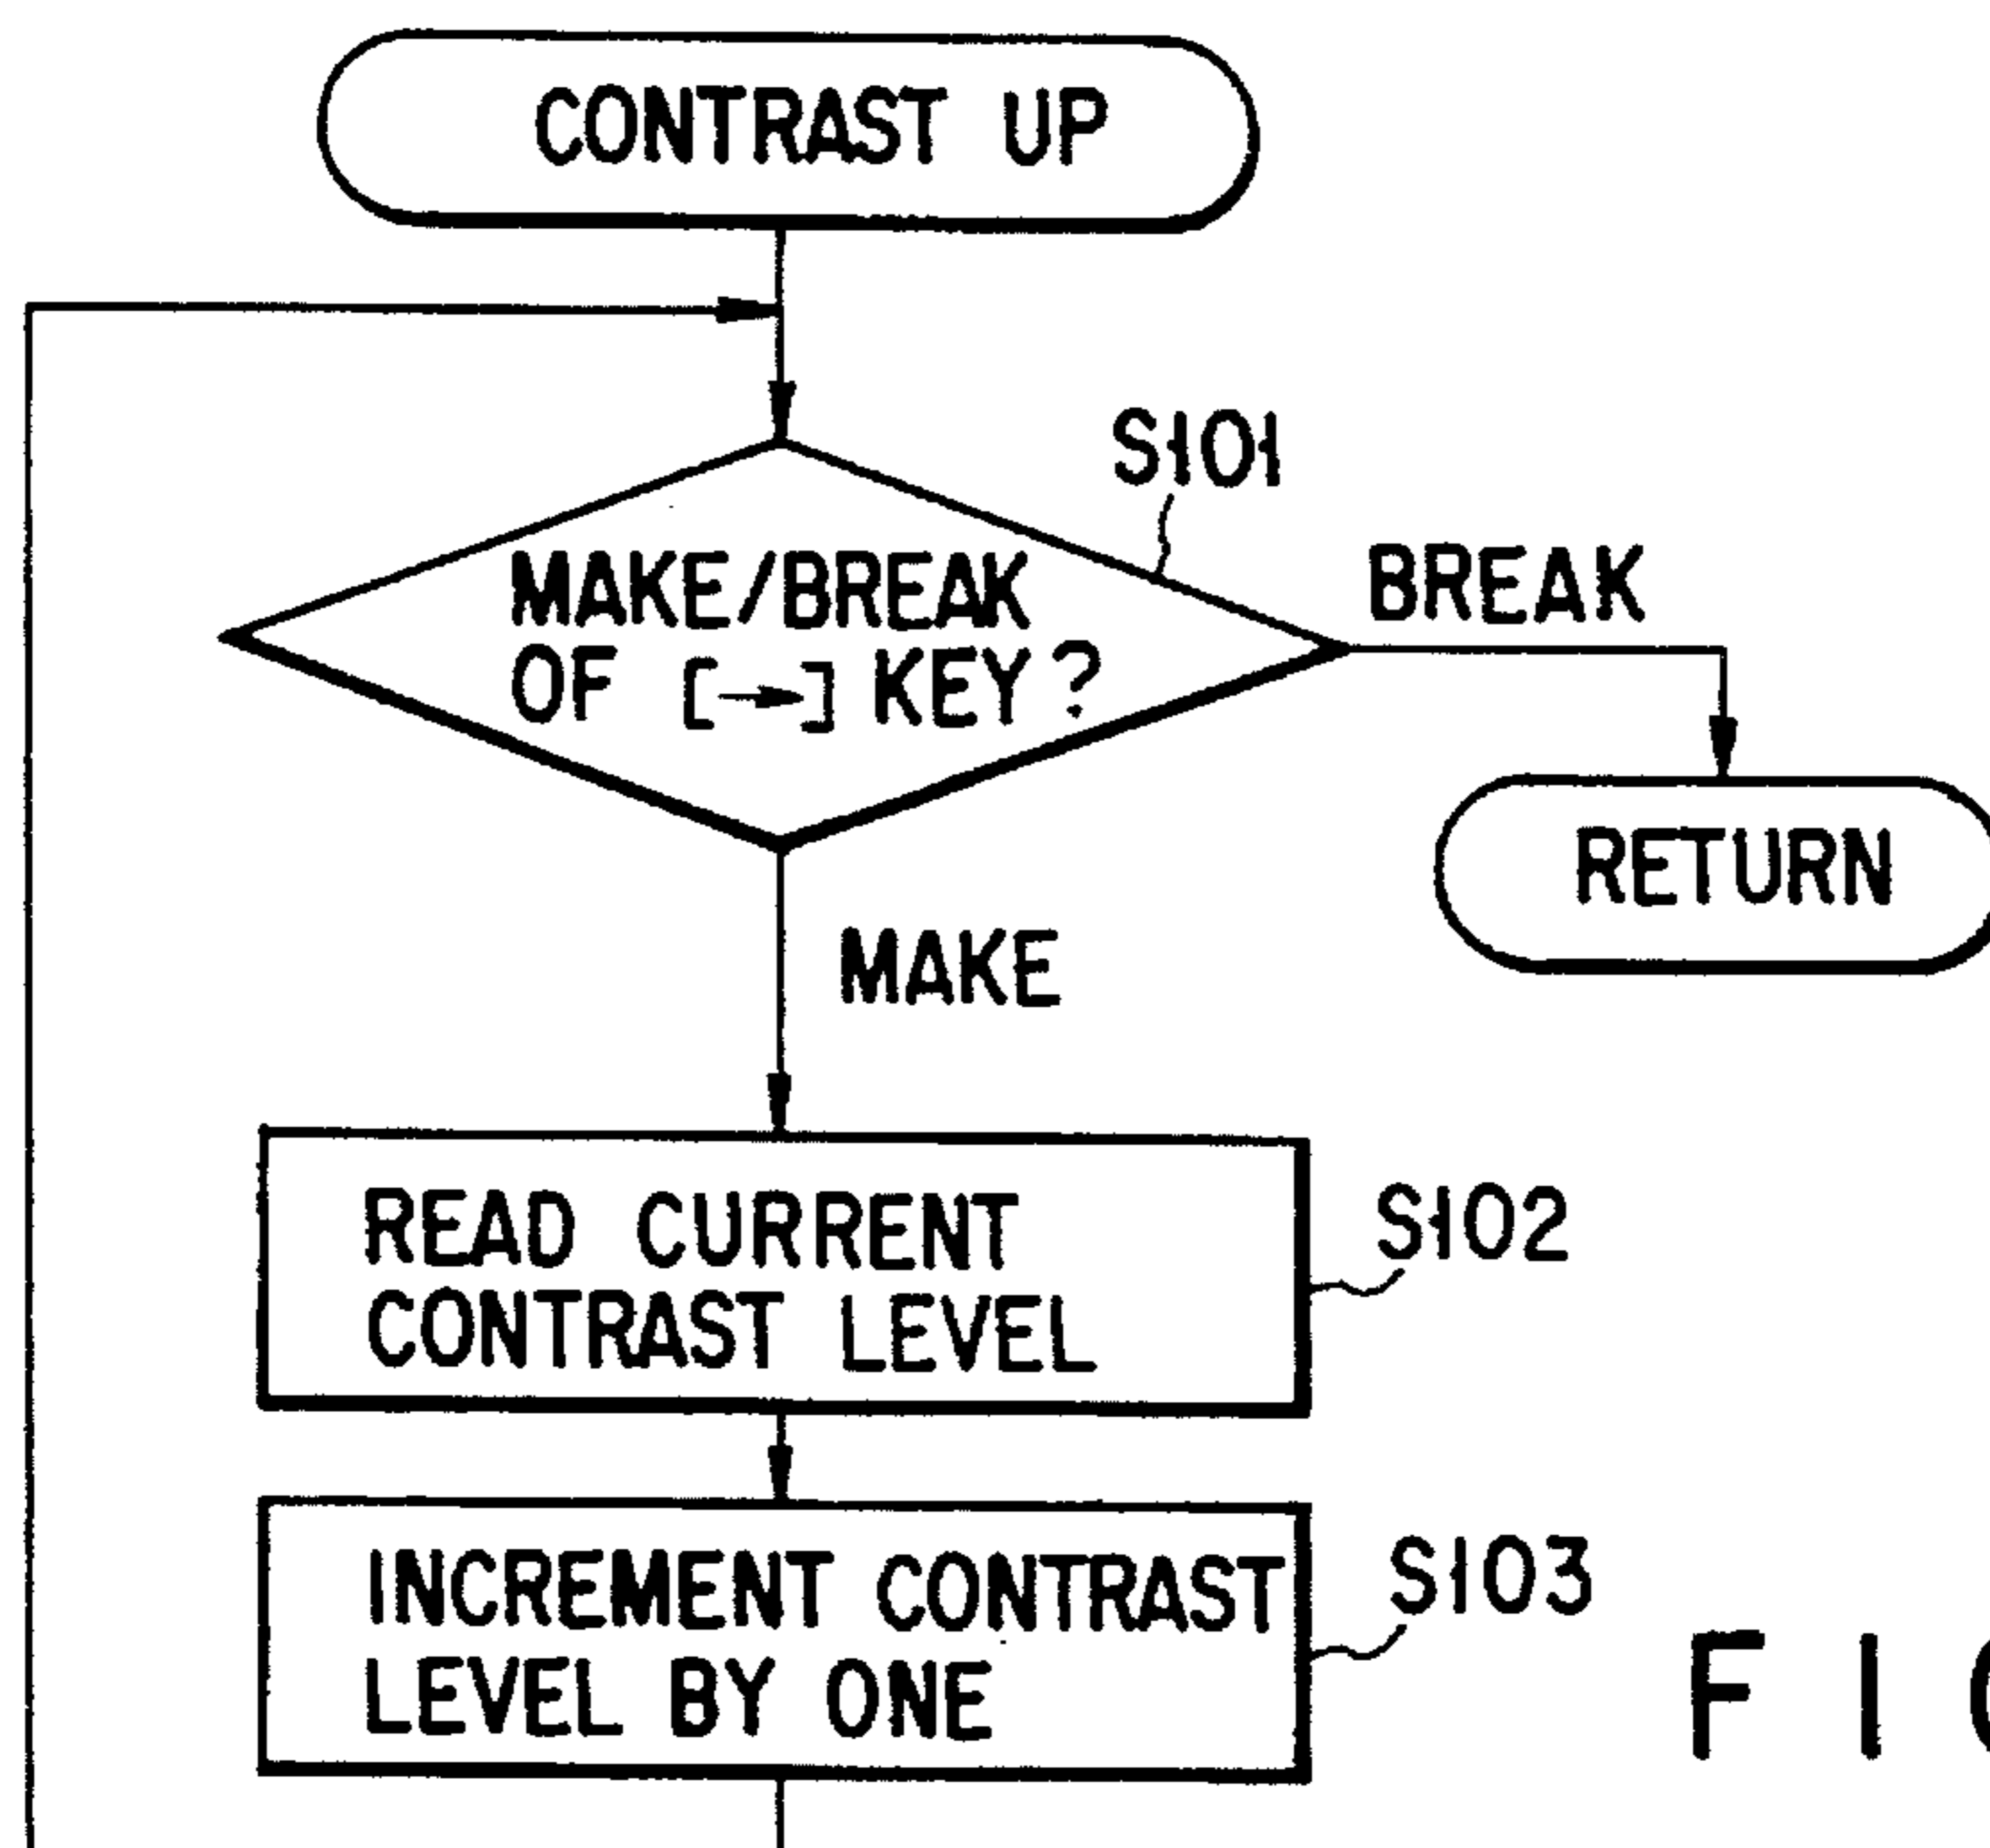 CONTRAST UP
S101
MAKE/BREAK
OF [→] KEY?
BREAK
RETURN
MAKE
READ CURRENT
CONTRAST LEVEL
S102
INCREMENT CONTRAST
LEVEL BY ONE
S103